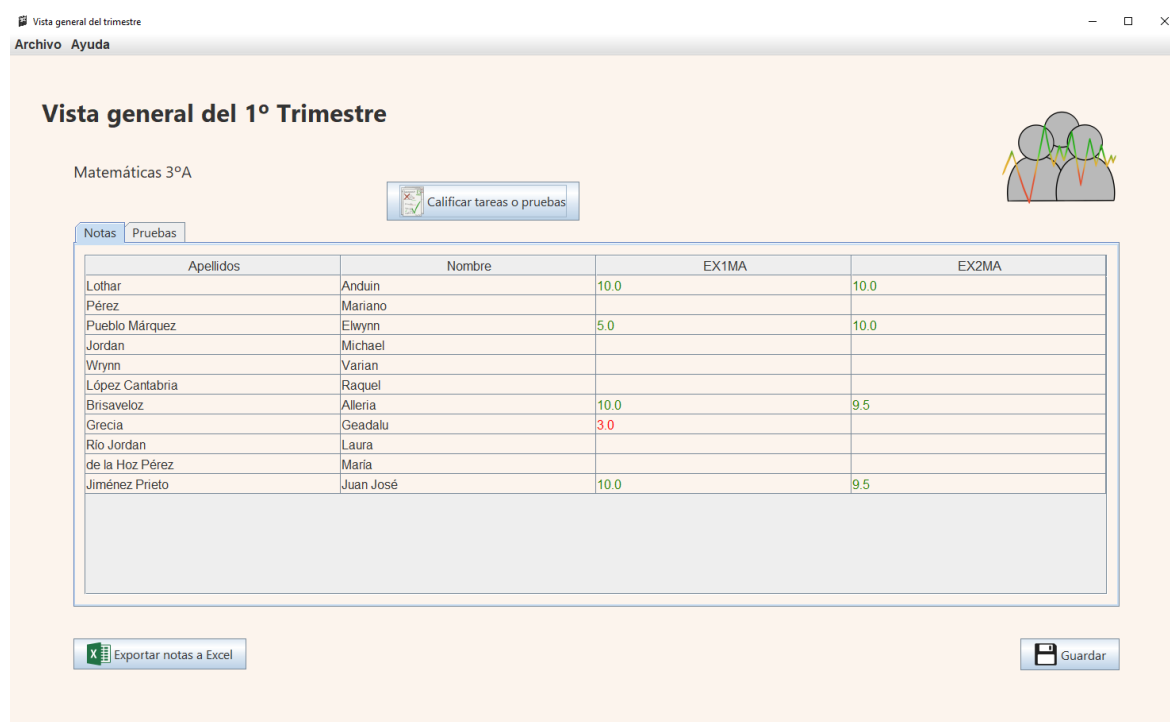 Vista general del trimestre
Archivo Ayuda
Vista general del 1º Trimestre
Matemáticas 3ºA
Calificar tareas o pruebas
Notas Pruebas
Apellidos Nombre EX1MA EX2MA
Lothar Anduin 10.0 10.0
Pérez Mariano
Pueblo Márquez Elwynn 5.0 10.0
Jordan Michael
Wrynn Varian
López Cantabria Raquel
Brisaveloz Alleria 10.0 9.5
Grecia Geadalu 3.0
Río Jordan Laura
de la Hoz Pérez María
Jiménez Prieto Juan José 10.0 9.5
Exportar notas a Excel
Guardar